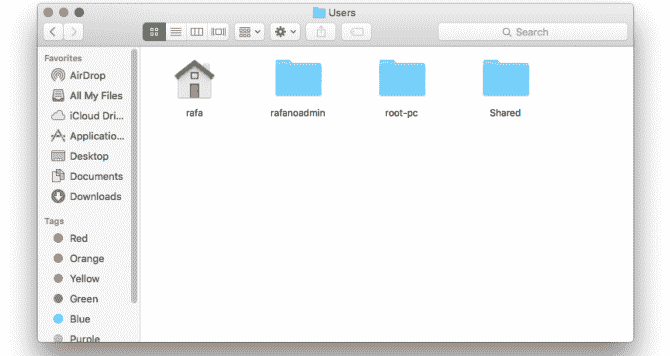 Users
Search
Favorites
AirDrop
All My Files
iCloud Dri...
Applicatio...
Desktop
Documents
Downloads
Tags
Red
Orange
Yellow
Green
Blue
Purple
rafa
rafanoadmin
root-pc
Shared